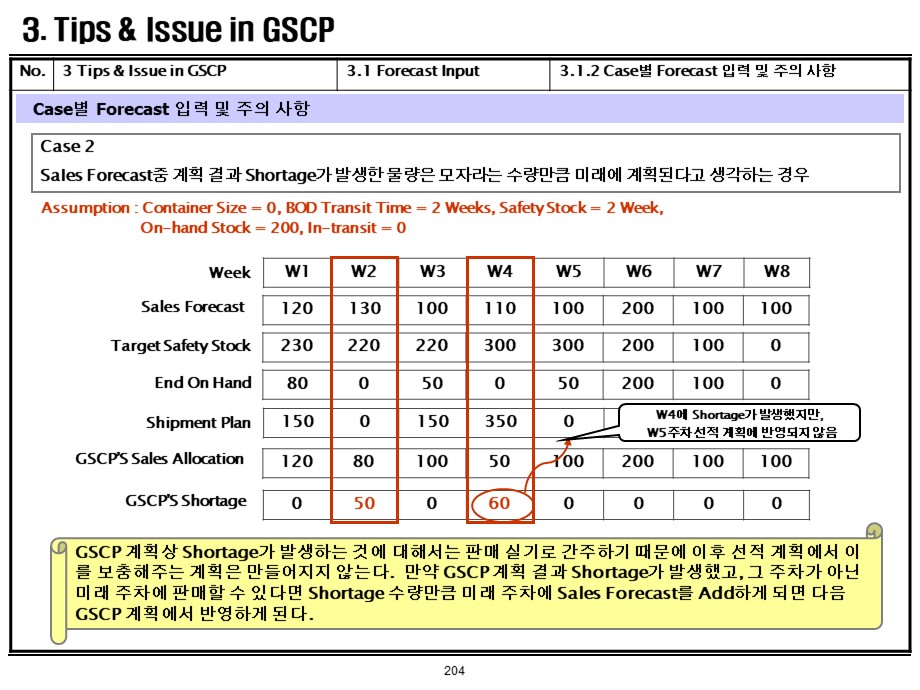 3. Tips & Issue in GSCP
No. 3 Tips & Issue in GSCP 3.1 Forecast Input 3.1.2 Case별 Forecast 입력 및 주의 사항
Case별 Forecast 입력 및 주의 사항
Case 2
Sales Forecast중 계획 결과 Shortage가 발생한 물량은 모자라는 수량만큼 미래에 계획된다고 생각하는 경우
Assumption : Container Size = 0, BOD Transit Time = 2 Weeks, Safety Stock = 2 Week,
On-hand Stock = 200, In-transit = 0
Week W1 W2 W3 W4 W5 W6 W7 W8
Sales Forecast 120 130 100 110 100 200 100 100
Target Safety Stock 230 220 220 300 300 200 100 0
End On Hand 80 0 50 0 50 200 100 0
Shipment Plan 150 0 150 350 0
W4에 Shortage가 발생했지만,
W5주차 선적 계획에 반영되지 않음
GSCP'S Sales Allocation 120 80 100 50 100 200 100 100
GSCP'S Shortage 0 50 0 60 0 0 0 0
GSCP 계획상 Shortage가 발생하는 것에 대해서는 판매 실기로 간주하기 때문에 이후 선적 계획에서 이
를 보충해주는 계획은 만들어지지 않는다. 만약 GSCP 계획 결과 Shortage가 발생했고, 그 주차가 아닌
미래 주차에 판매할 수 있다면 Shortage 수량만큼 미래 주차에 Sales Forecast를 Add하게 되면 다음
GSCP 계획에서 반영하게 된다.
204